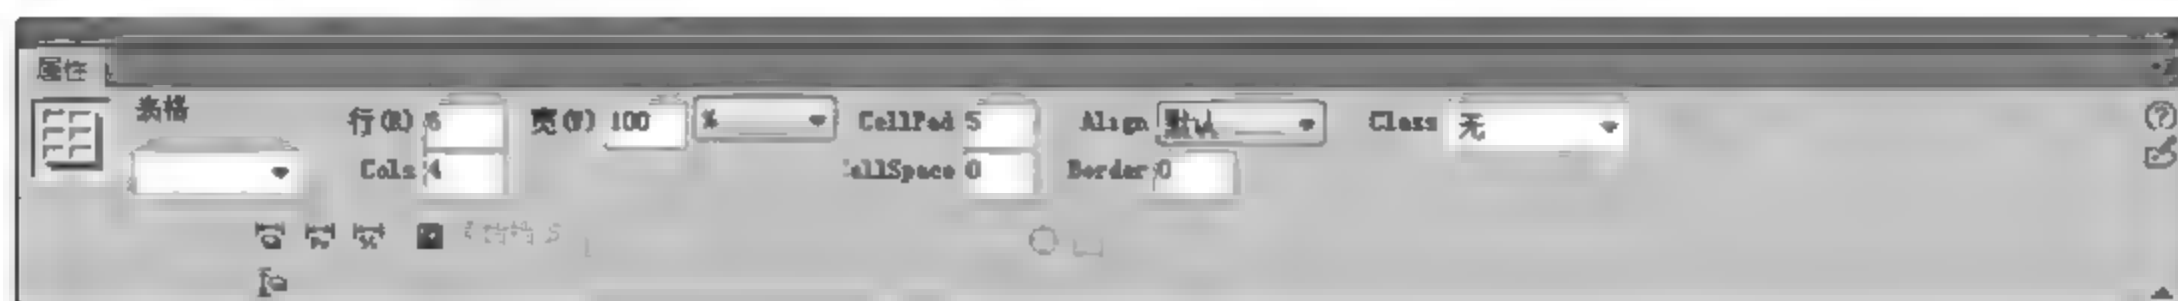 属性
表格 行(R) 6 宽(W) 100 % CellPad 5 Align 默认 Class 无
Cols 4 CellSpace 0 Border 0